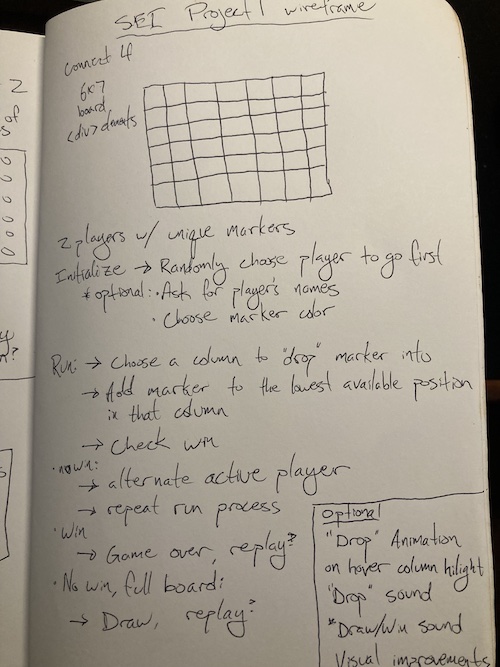 SEI Project 1 wireframe
connect 4
6x7
board,
<div> elements
2 players w/ unique markers
Initialize → Randomly choose player to go first
* optional: · Ask for player's names
· Choose marker color
Run: → Choose a column to "drop" marker into
→ Add marker to the lowest available position
in that column
→ Check win
· no win:
→ alternate active player
→ repeat run process
· Win
→ Game over, replay?
· No win, full board:
→ Draw, replay?
Optional
"Drop" Animation
on hover column hilight
"Drop" sound
*Draw/Win sound
Visual improvements
2
of